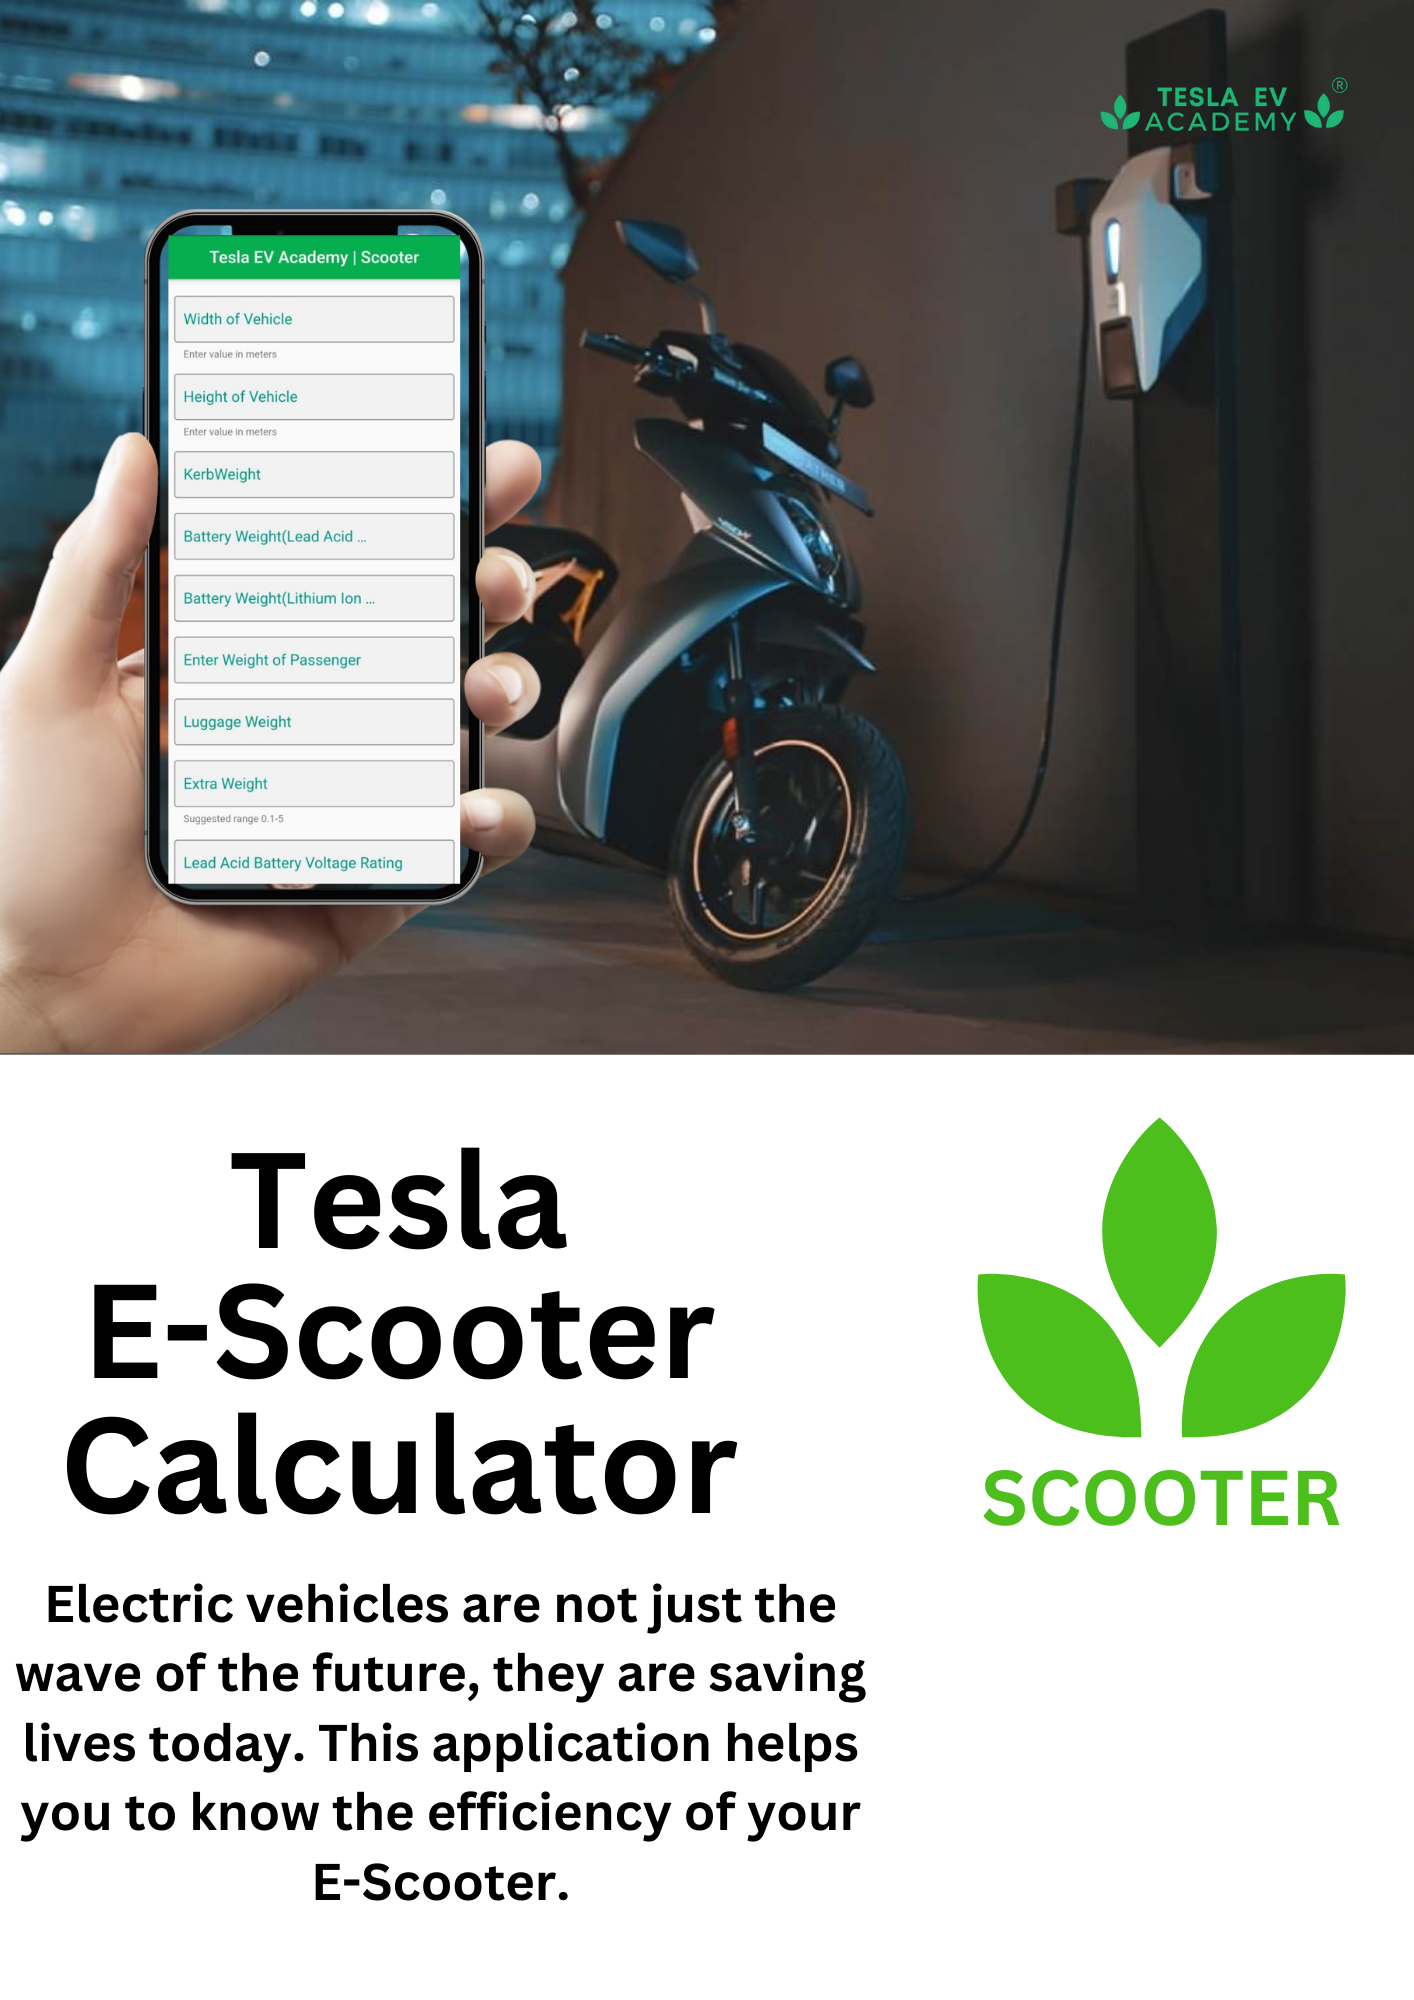 TESLA EV
ACADEMY
®
Tesla EV Academy | Scooter
Width of Vehicle
Enter value in meters
Height of Vehicle
Enter value in meters
KerbWeight
Battery Weight(Lead Acid ...
Battery Weight(Lithium Ion ...
Enter Weight of Passenger
Luggage Weight
Extra Weight
Suggested range 0.1-5
Lead Acid Battery Voltage Rating
ATHER
Tesla
E-Scooter
Calculator
SCOOTER
Electric vehicles are not just the
wave of the future, they are saving
lives today. This application helps
you to know the efficiency of your
E-Scooter.